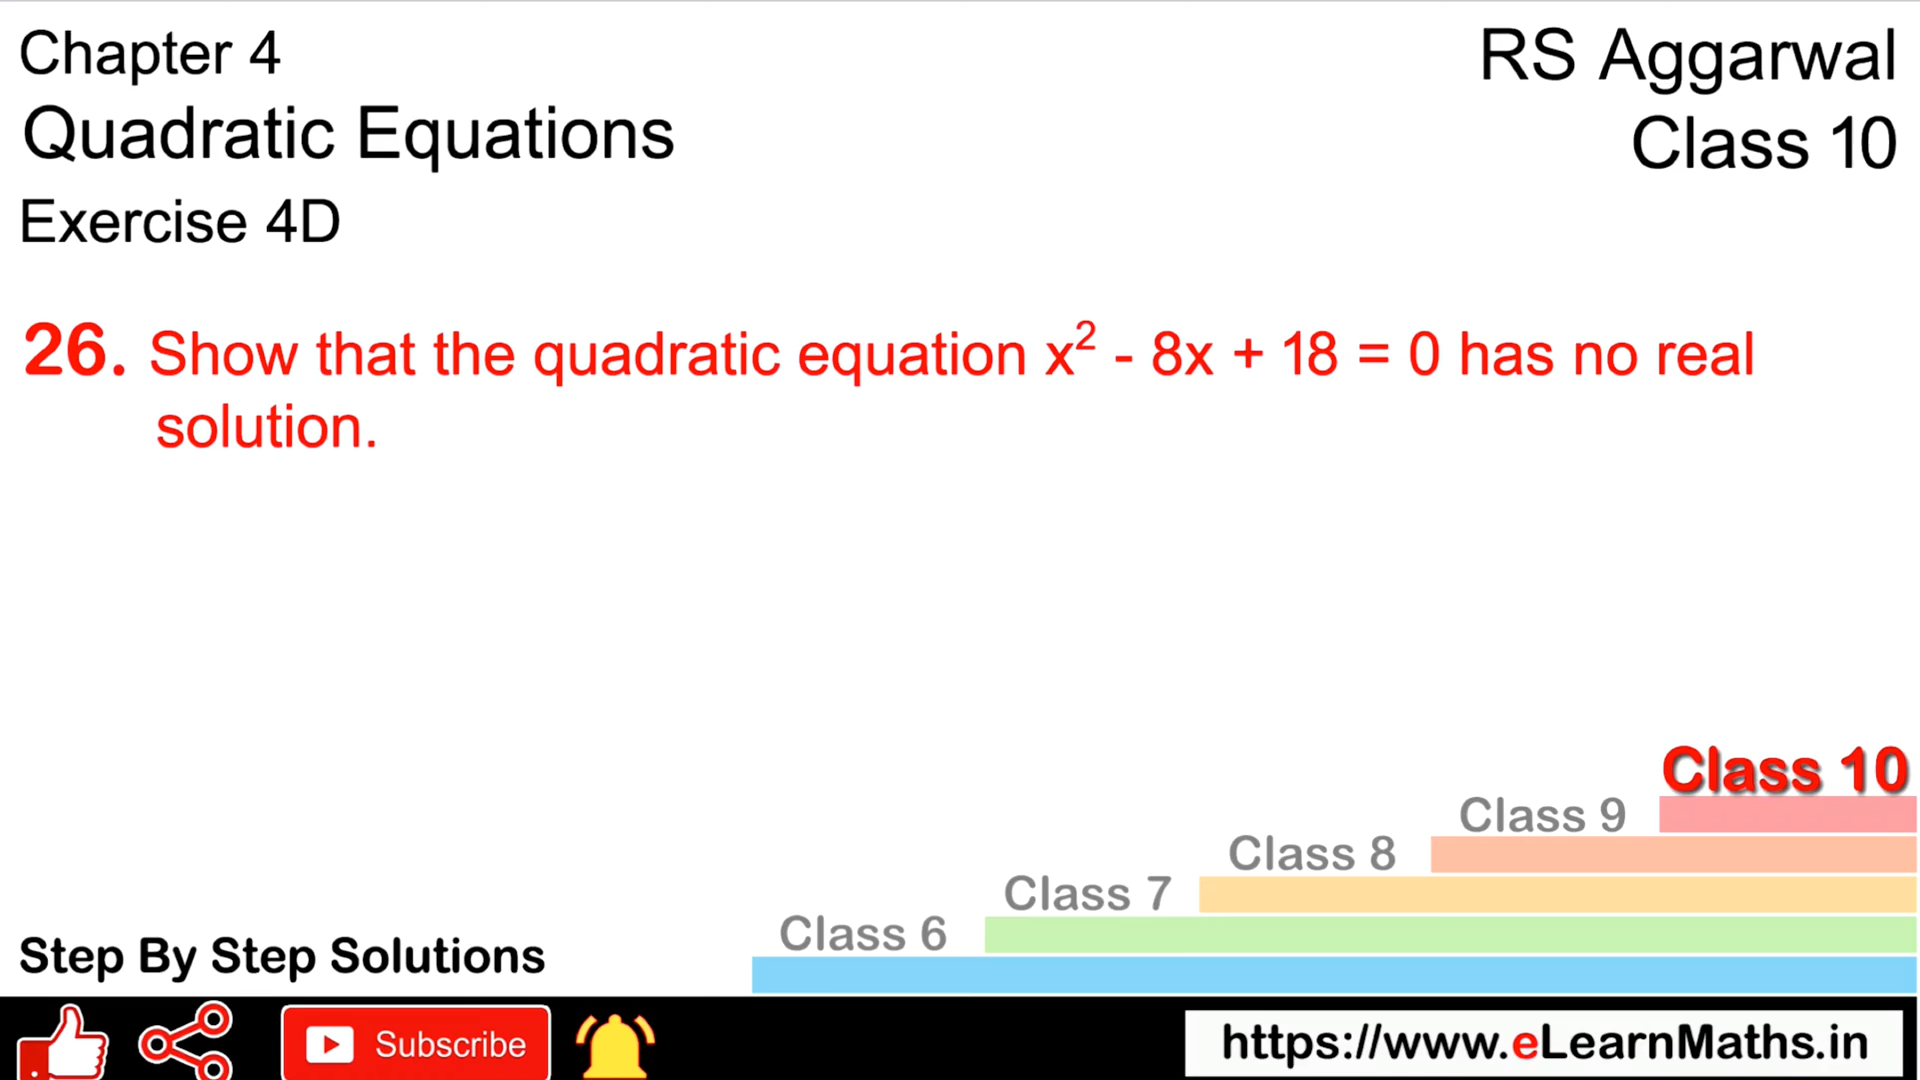 Chapter 4
Quadratic Equations
Exercise 4D
RS Aggarwal
Class 10
26. Show that the quadratic equation x² - 8x + 18 = 0 has no real
solution.
Class 10
Class 9
Class 8
Class 7
Class 6
Step By Step Solutions
Subscribe
https://www.eLearnMaths.in